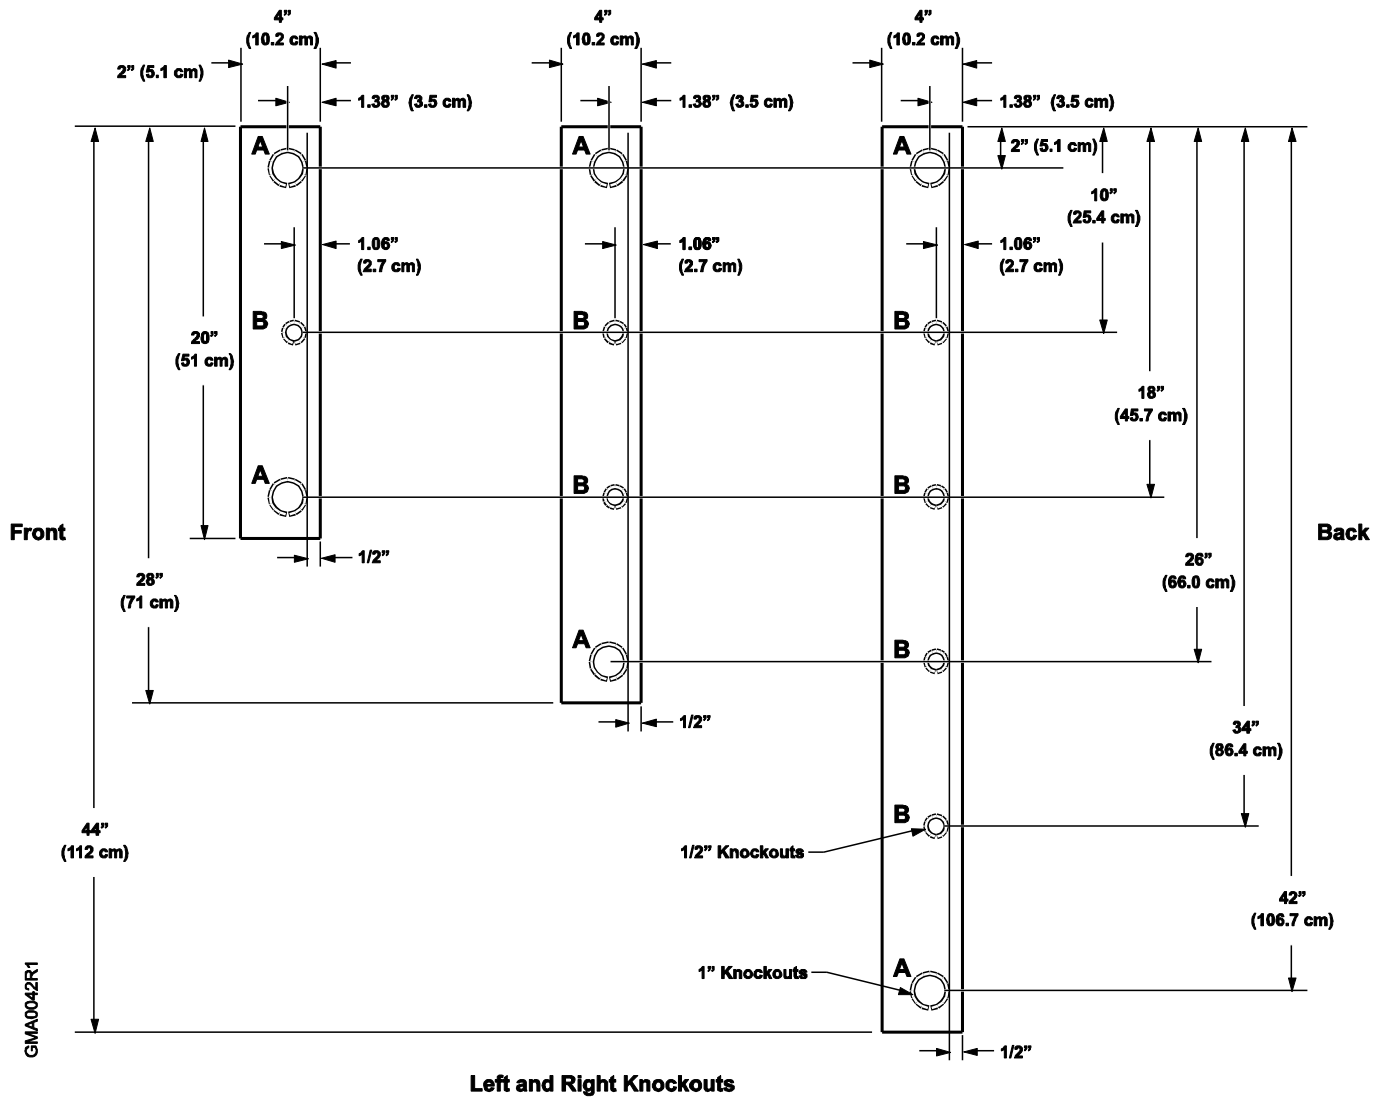 4” 4” 4”
(10.2 cm) (10.2 cm) (10.2 cm)
2” (5.1 cm)
1.38” (3.5 cm) 1.38” (3.5 cm) 1.38” (3.5 cm)
A A A 2” (5.1 cm)
10”
(25.4 cm)
1.06” 1.06” 1.06”
(2.7 cm) (2.7 cm) (2.7 cm)
B B B
20”
(51 cm)
18”
(45.7 cm)
A B B
Front Back
1/2”
28” 26”
(71 cm) (66.0 cm)
A B
1/2”
34”
(86.4 cm)
B
44”
(112 cm) 1/2” Knockouts
42”
(106.7 cm)
A
1” Knockouts
GMA0042R1
1/2”
Left and Right Knockouts